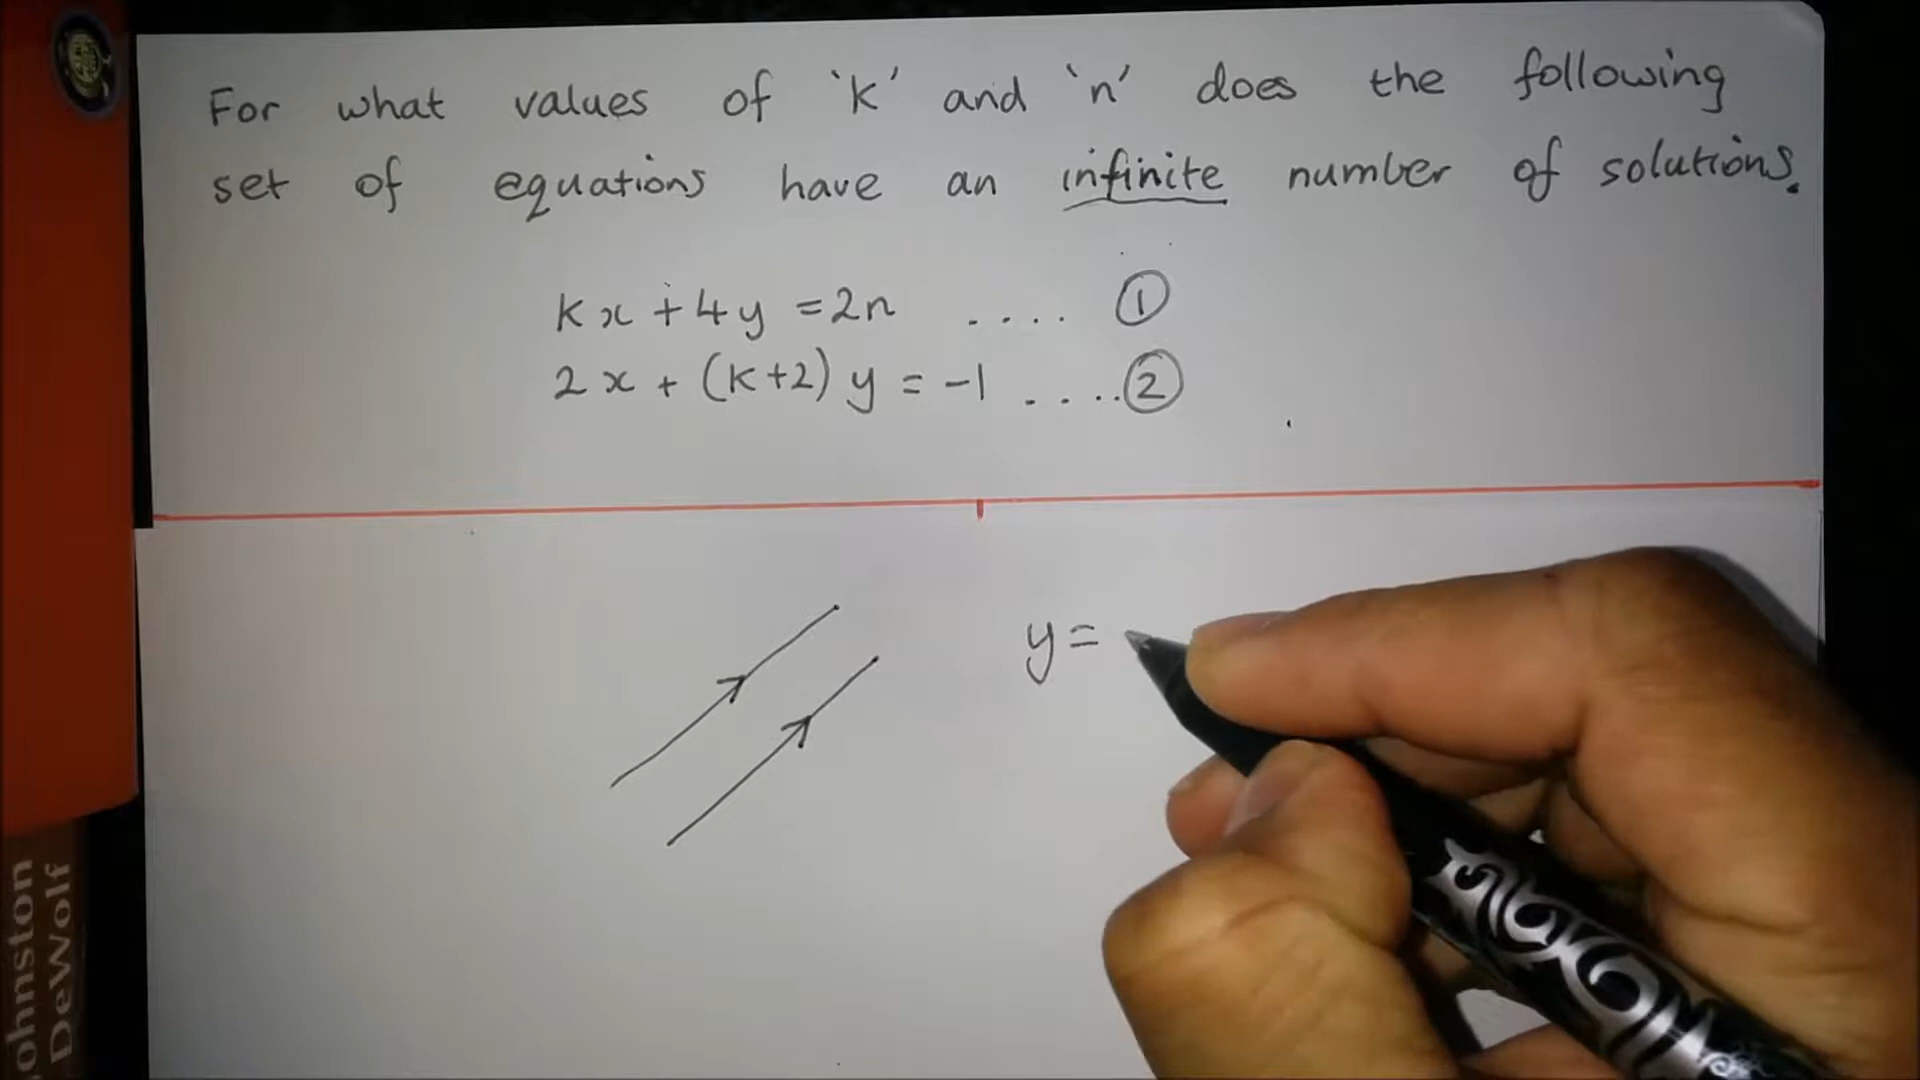 For what values of 'k' and 'n' does the following
set of equations have an infinite number of solutions.
kx + 4y = 2n .... ①
2x + (k+2) y = -1 .... ②
y =
DeWolf